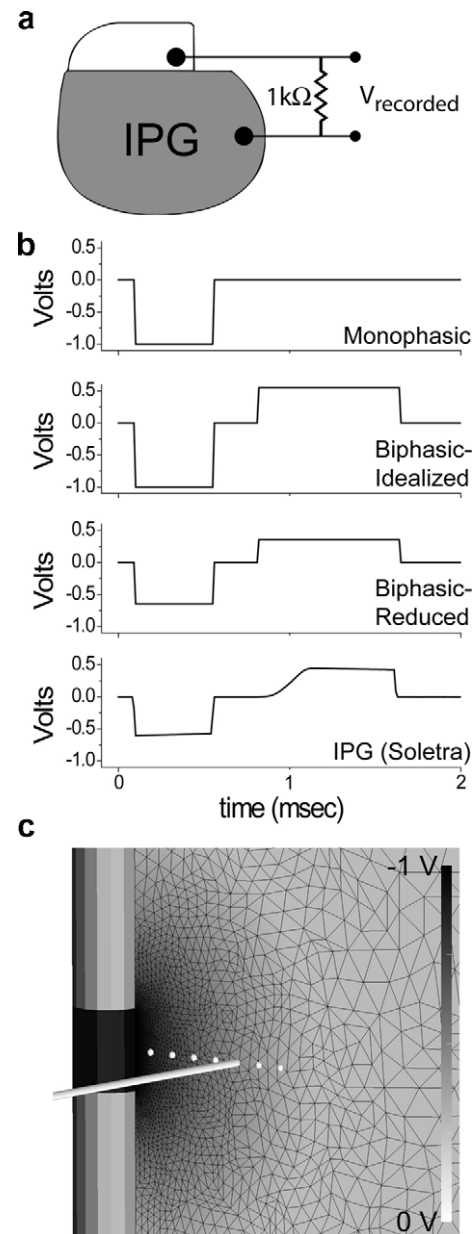 a
1kΩ
V recorded
IPG
b
0.5
0.0
-0.5
-1.0
Volts
Monophasic
0.5
0.0
-0.5
-1.0
Volts
Biphasic-
Idealized
0.5
0.0
-0.5
-1.0
Volts
Biphasic-
Reduced
0.5
0.0
-0.5
-1.0
Volts
IPG (Soletra)
0 1 2
time (msec)
c
-1 V
0 V